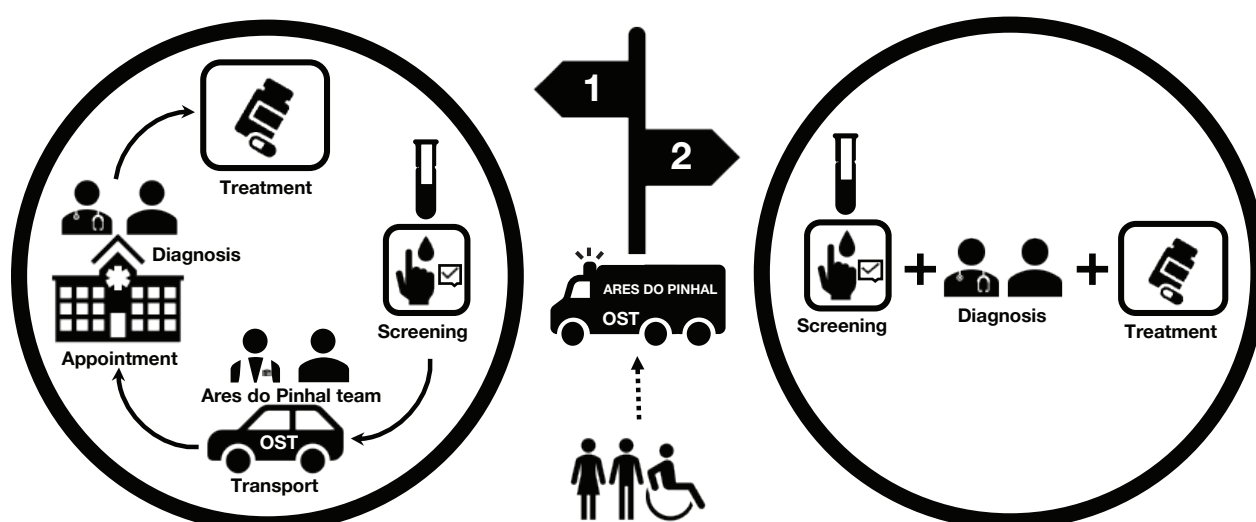 Treatment
Diagnosis
Appointment
Screening
Ares do Pinhal team
OST
Transport
1
2
ARES DO PINHAL
OST
Screening
+
Diagnosis
+
Treatment